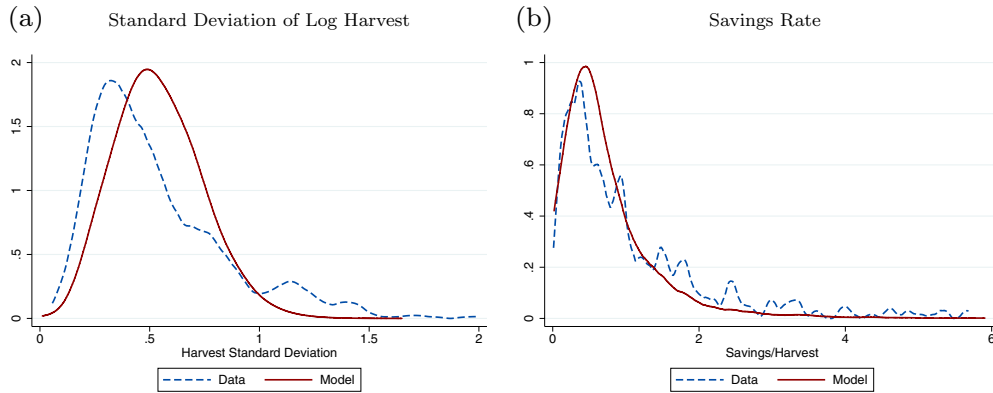 (a) Standard Deviation of Log Harvest
2
1.5
1
.5
0
0 .5 1 1.5 2
Harvest Standard Deviation
Data Model
(b) Savings Rate
1
.8
.6
.4
.2
0
0 2 4 6
Savings/Harvest
Data Model